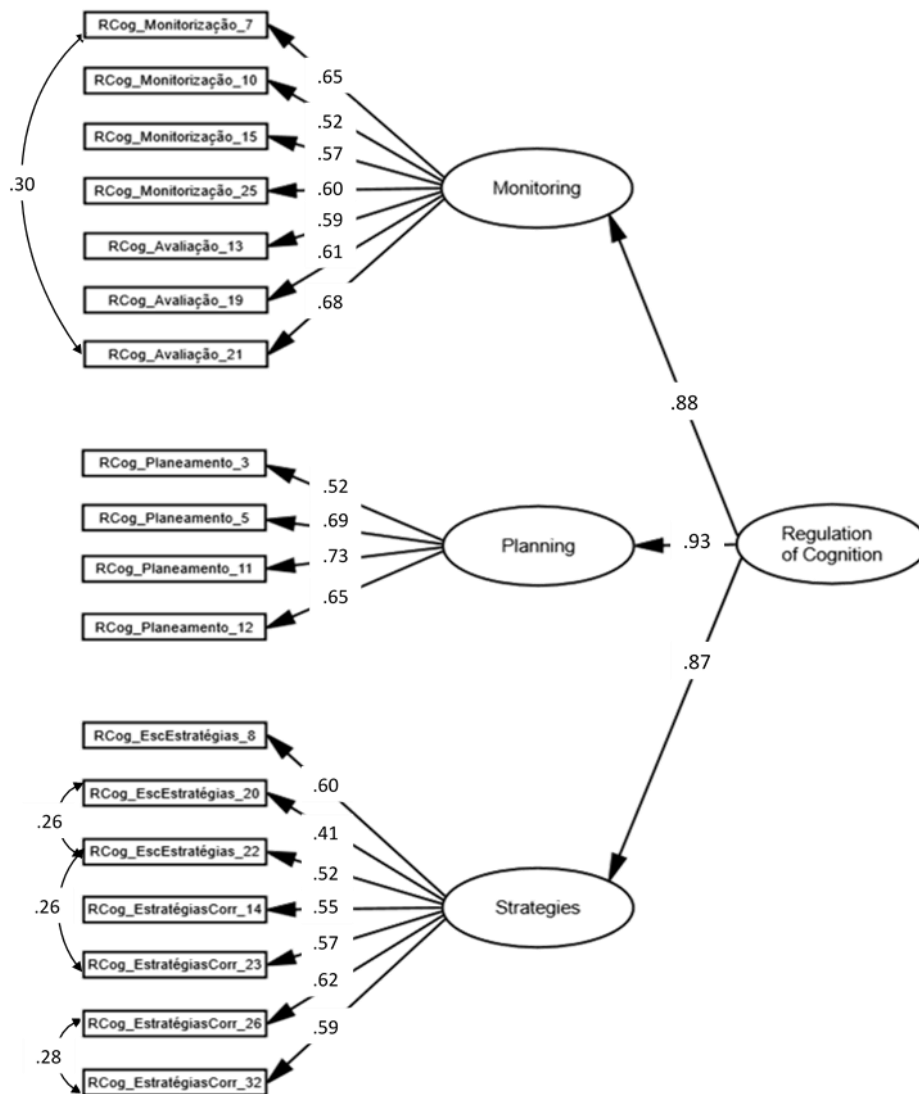 RCog_Monitorização_7
.65
RCog_Monitorização_10
.52
RCog_Monitorização_15
.57
.30
RCog_Monitorização_25
.60
Monitoring
.59
RCog_Avaliação_13
.61
RCog_Avaliação_19
.68
RCog_Avaliação_21
.88
RCog_Planeamento_3
.52
RCog_Planeamento_5
.69
Planning
.93
Regulation
of Cognition
RCog_Planeamento_11
.73
.65
RCog_Planeamento_12
.87
RCog_EscEstratégias_8
.60
RCog_EscEstratégias_20
.26
.41
RCog_EscEstratégias_22
.52
.26
RCog_EstratégiasCorr_14
.55
Strategies
.57
RCog_EstratégiasCorr_23
.62
RCog_EstratégiasCorr_26
.59
.28
RCog_EstratégiasCorr_32